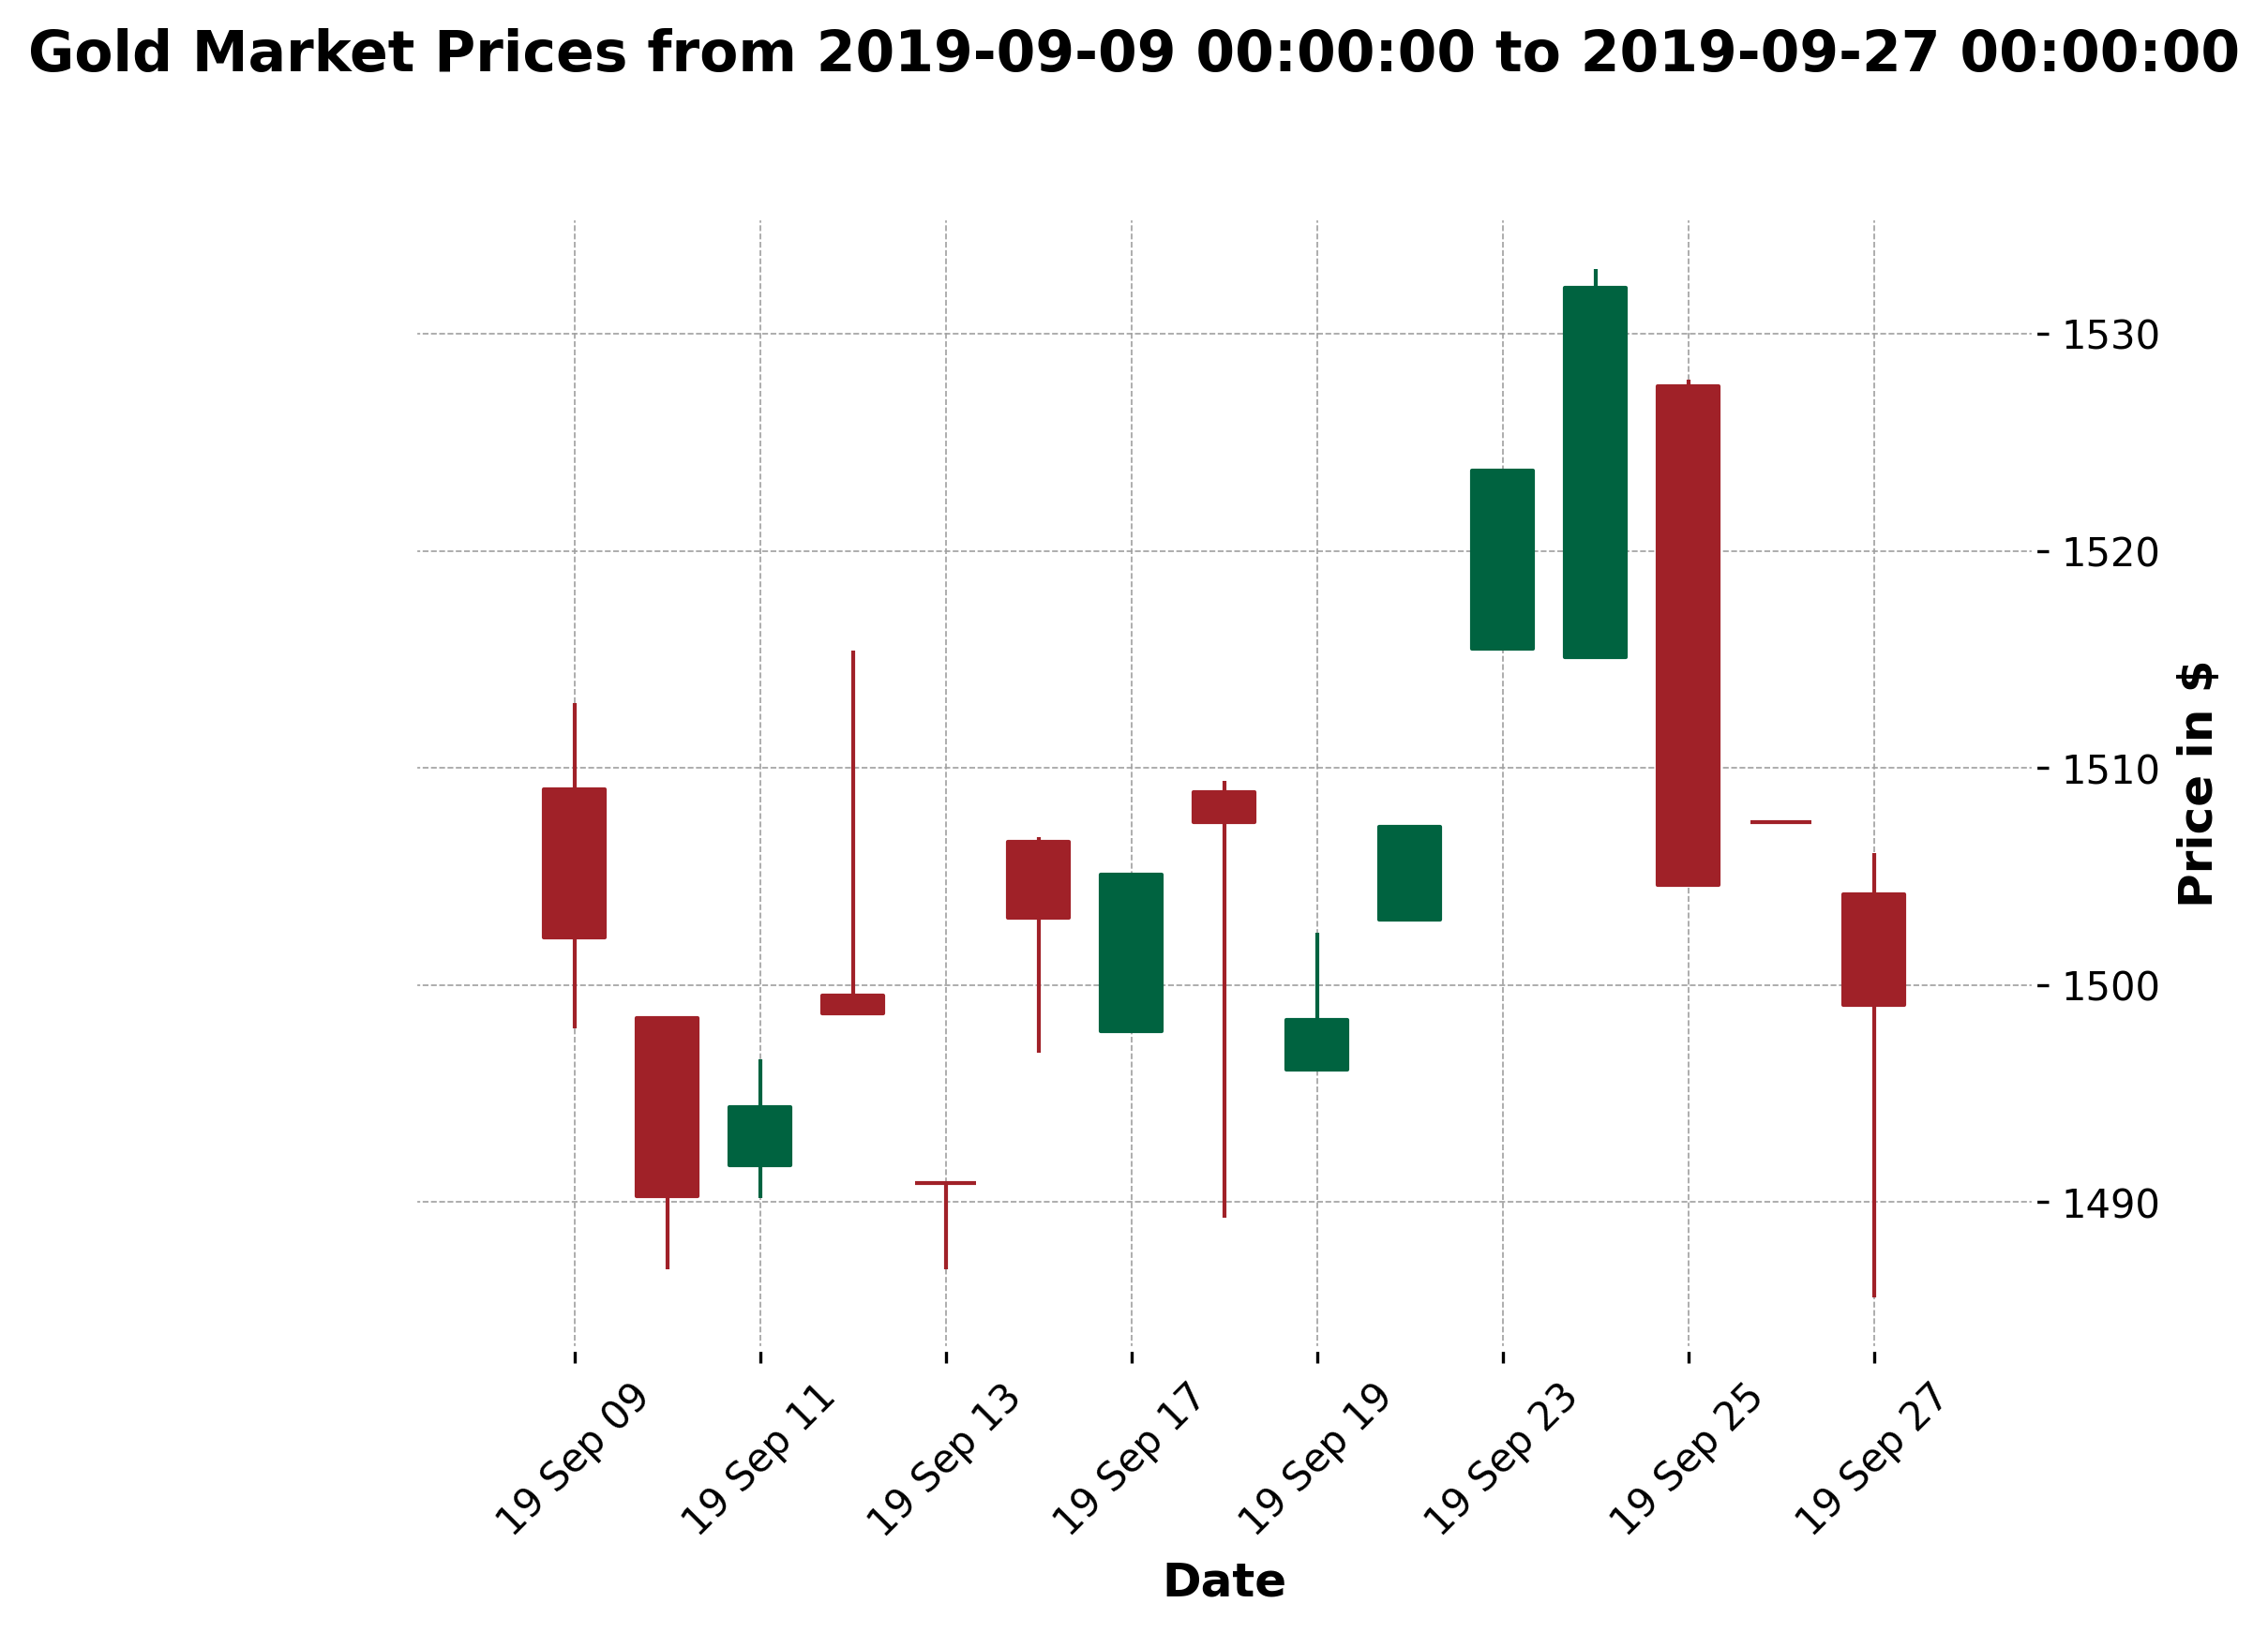 Gold Market Prices from 2019-09-09 00:00:00 to 2019-09-27 00:00:00
1530
1520
1510
1500
1490
Price in $
19 Sep 09
19 Sep 11
19 Sep 13
19 Sep 17
19 Sep 19
19 Sep 23
19 Sep 25
19 Sep 27
Date